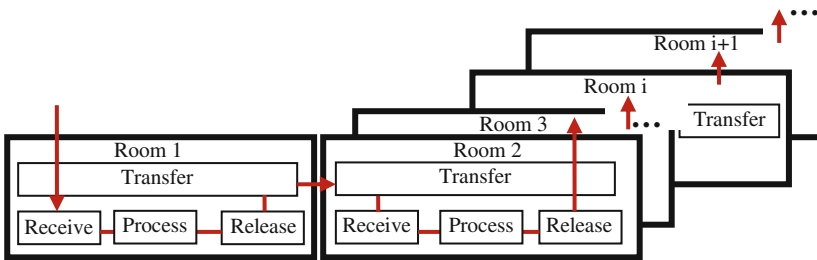 ...
Room i+1
Room i
Room 3
...
Transfer
Room 1
Room 2
Transfer
Transfer
Receive
Process
Release
Receive
Process
Release